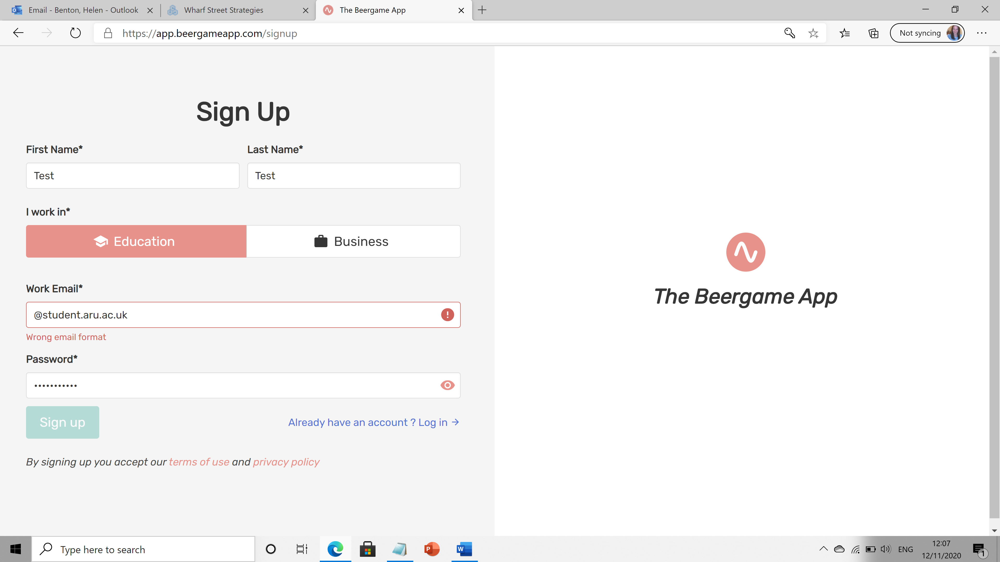 Email - Benton, Helen - Outlook
Wharf Street Strategies
The Beergame App
https://app.beergameapp.com/signup
Not syncing
Sign Up
First Name*
Last Name*
Test
Test
I work in*
Education
Business
Work Email*
@student.aru.ac.uk
Wrong email format
Password*
Sign up
Already have an account ? Log in →
By signing up you accept our terms of use and privacy policy
The Beergame App
Type here to search
ENG
12:07
12/11/2020
1